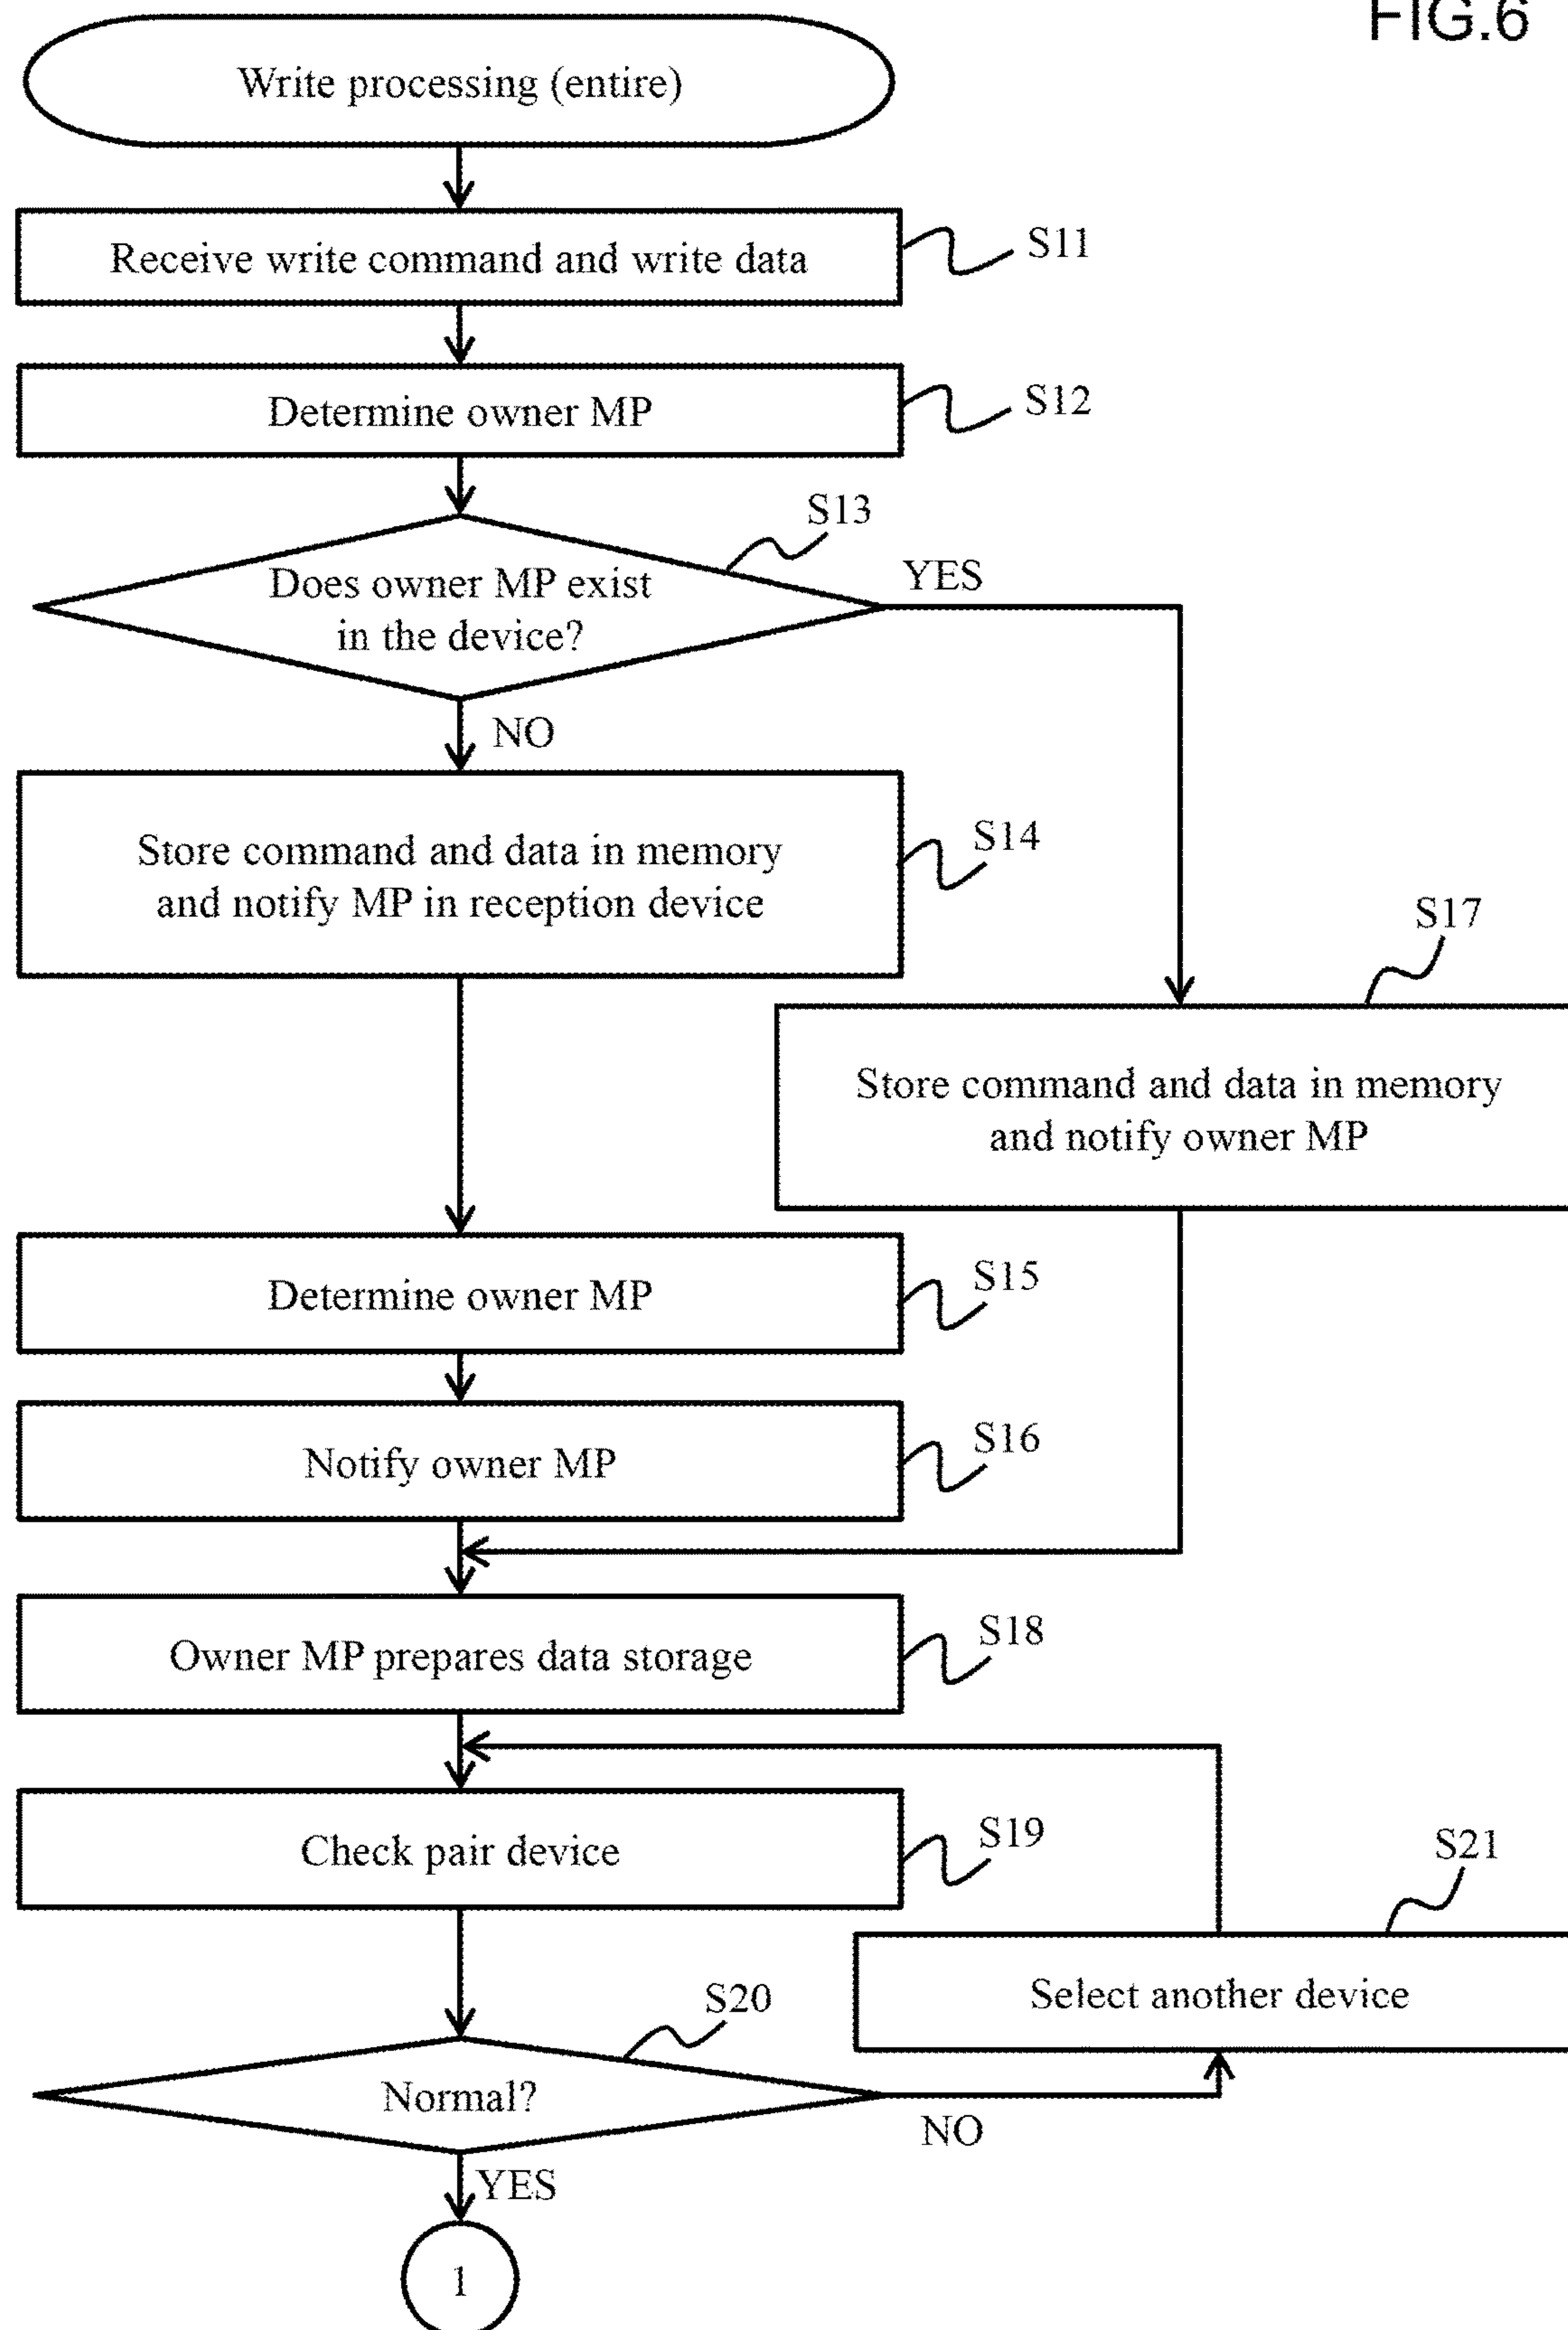 FIG.6
Write processing (entire)
Receive write command and write data
S11
Determine owner MP
S12
S13
Does owner MP exist
in the device?
YES
NO
Store command and data in memory
and notify MP in reception device
S14
S17
Store command and data in memory
and notify owner MP
Determine owner MP
S15
Notify owner MP
S16
Owner MP prepares data storage
S18
Check pair device
S19
S21
Select another device
S20
Normal?
NO
YES
1